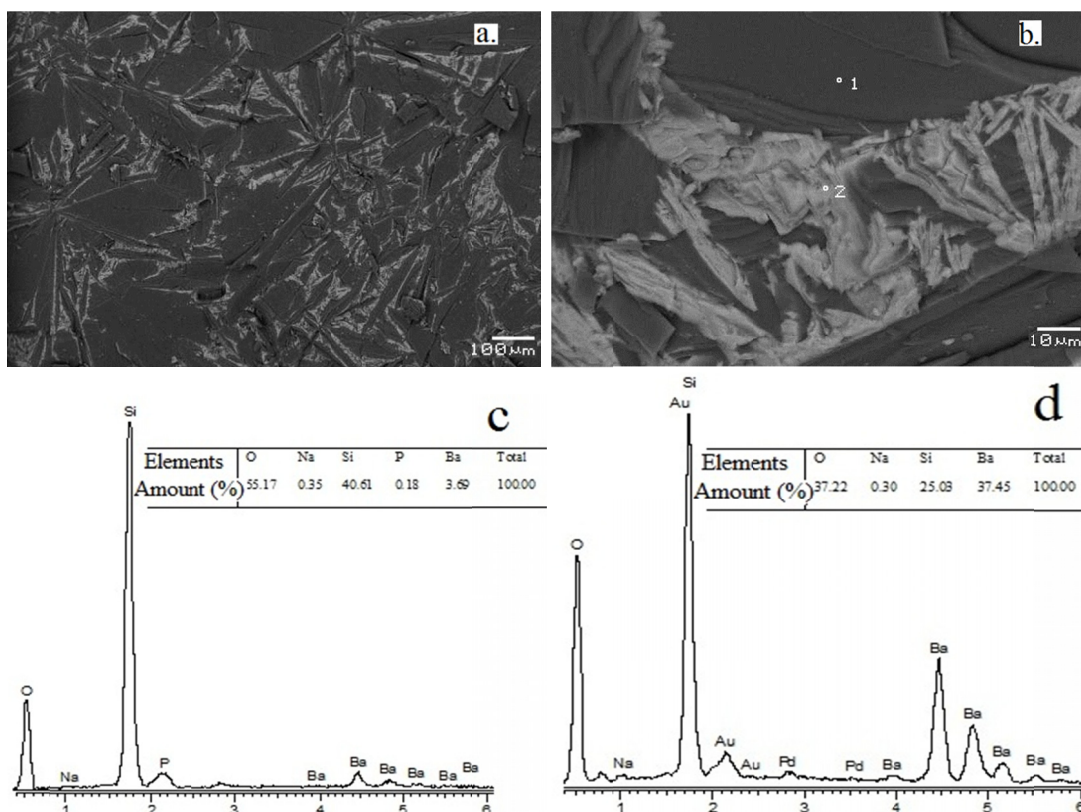 a.
100µm
b.
1
2
10µm
c
Si
Elements O Na Si P Ba Total
Amount (%) 55.17 0.35 40.61 0.18 3.69 100.00
O
Na
P
Ba
Ba
Ba
Ba
Ba
Ba
1 2 3 4 5 6
d
Si
Au
Elements O Na Si Ba Total
Amount (%) 37.22 0.30 25.03 37.45 100.00
O
Na
Au
Au
Pd
Pd
Ba
Ba
Ba
Ba
Ba
Ba
1 2 3 4 5 6